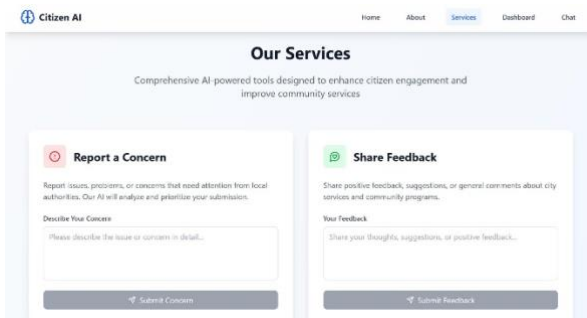 Citizen AI
Home About Services Dashboard Chat
Our Services
Comprehensive AI-powered tools designed to enhance citizen engagement and
improve community services
Report a Concern
Report issues, problems, or concerns that need attention from local
authorities. Our AI will analyze and prioritize your submission.
Describe Your Concern
Please describe the issue or concern in detail...
Submit Concern
Share Feedback
Share positive feedback, suggestions, or general comments about city
services and community programs.
Your Feedback
Share your thoughts, suggestions, or positive feedback...
Submit Feedback